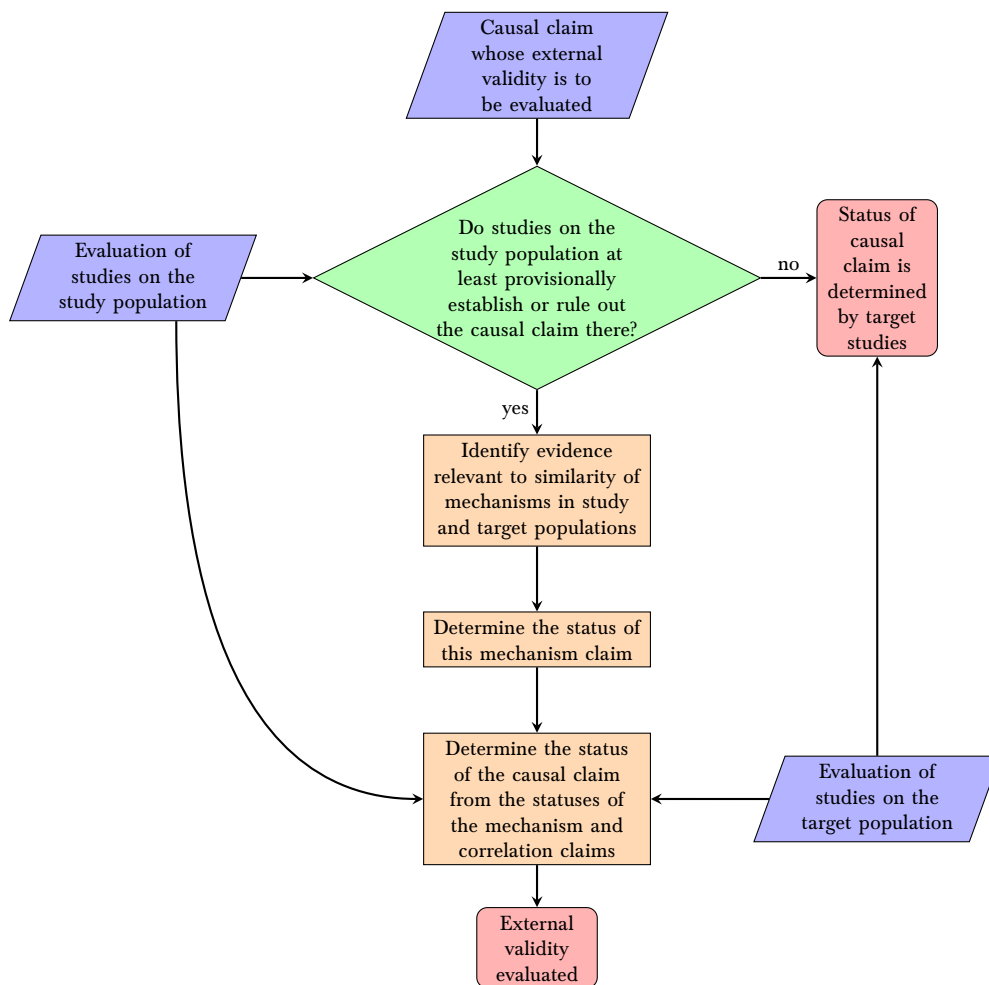 Causal claim
whose external
validity is to
be evaluated
Do studies on the
study population at
least provisionally
establish or rule out
the causal claim there?
Evaluation of
studies on the
study population
no
Status of
causal
claim is
determined
by target
studies
yes
Identify evidence
relevant to similarity of
mechanisms in study
and target populations
Determine the status of
this mechanism claim
Determine the status
of the causal claim
from the statuses of
the mechanism and
correlation claims
Evaluation of
studies on the
target population
External
validity
evaluated